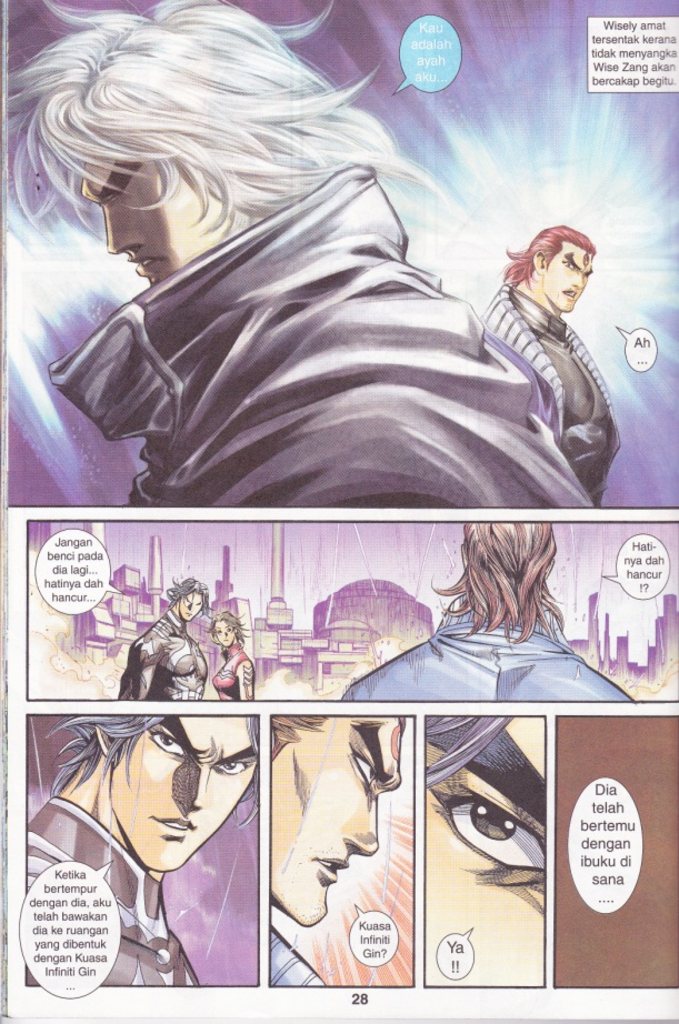 Kau
adalah
ayah
aku...
Wisely amat
tersentak kerana
tidak menyangka
Wise Zang akan
bercakap begitu.
Ah
...
Jangan
benci pada
dia lagi...
hatinya dah
hancur...
Hati-
nya dah
hancur
!?
Ketika
bertempur
dengan dia, aku
telah bawakan
dia ke ruangan
yang dibentuk
dengan Kuasa
Infiniti Gin
...
Kuasa
Infiniti
Gin?
Ya
!!
Dia
telah
bertemu
dengan
ibuku di
sana
....
28